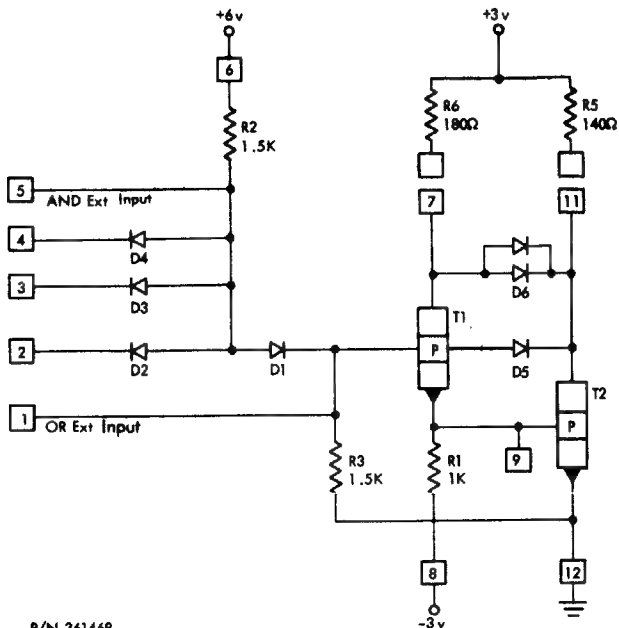 +6v
+3v
6
R2
1.5K
R6
180Ω
R5
140Ω
5 AND Ext Input
7
11
4
D4
D6
3
D3
T1
2
D2
D1
P
D5
T2
1 OR Ext Input
P
R3
1.5K
R1
1K
9
8
12
-3v
P/N 361469